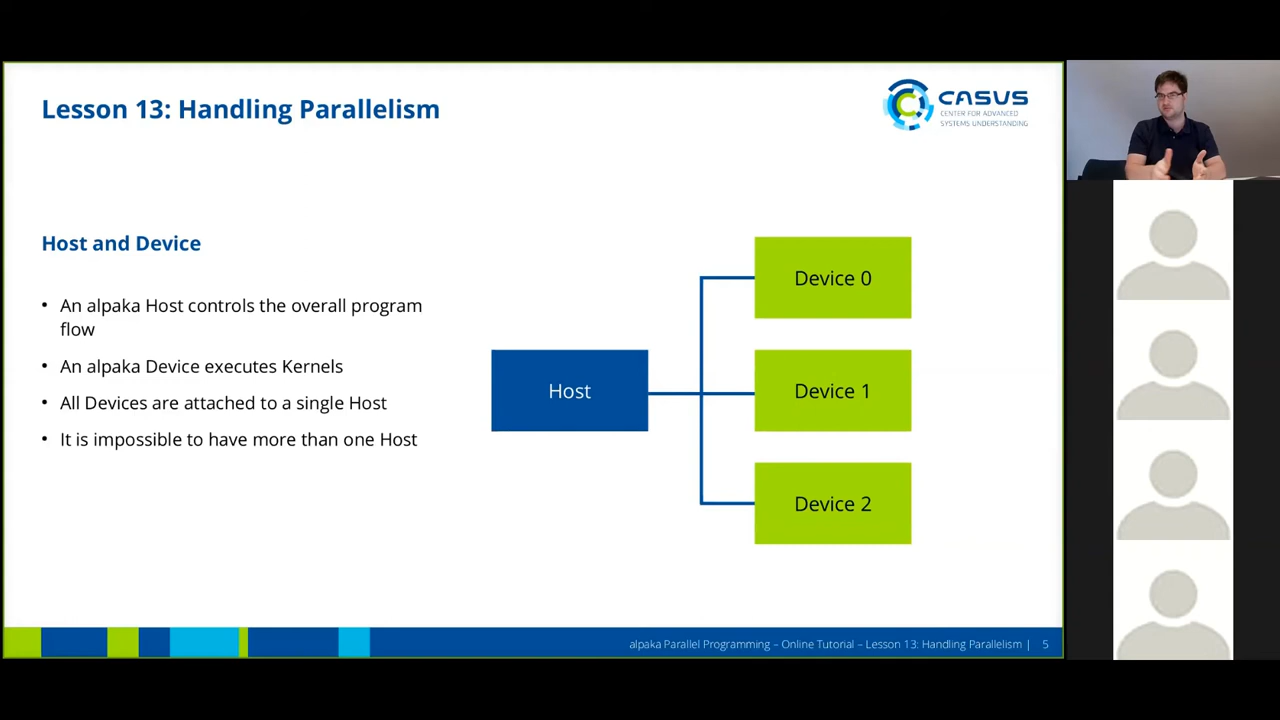 Lesson 13: Handling Parallelism
CASUS
CENTER FOR ADVANCED
SYSTEMS UNDERSTANDING
Host and Device
• An alpaka Host controls the overall program
flow
• An alpaka Device executes Kernels
• All Devices are attached to a single Host
• It is impossible to have more than one Host
Host
Device 0
Device 1
Device 2
alpaka Parallel Programming – Online Tutorial – Lesson 13: Handling Parallelism | 5